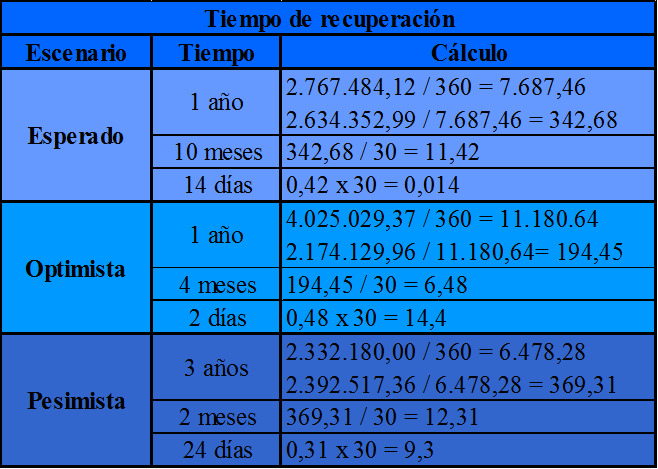 Tiempo de recuperación
Escenario Tiempo Cálculo
Esperado
1 año
2.767.484,12 / 360 = 7.687,46
2.634.352,99 / 7.687,46 = 342,68
10 meses 342,68 / 30 = 11,42
14 días 0,42 x 30 = 0,014
Optimista
1 año
4.025.029,37 / 360 = 11.180.64
2.174.129,96 / 11.180,64= 194,45
4 meses 194,45 / 30 = 6,48
2 días 0,48 x 30 = 14,4
Pesimista
3 años
2.332.180,00 / 360 = 6.478,28
2.392.517,36 / 6.478,28 = 369,31
2 meses 369,31 / 30 = 12,31
24 días 0,31 x 30 = 9,3